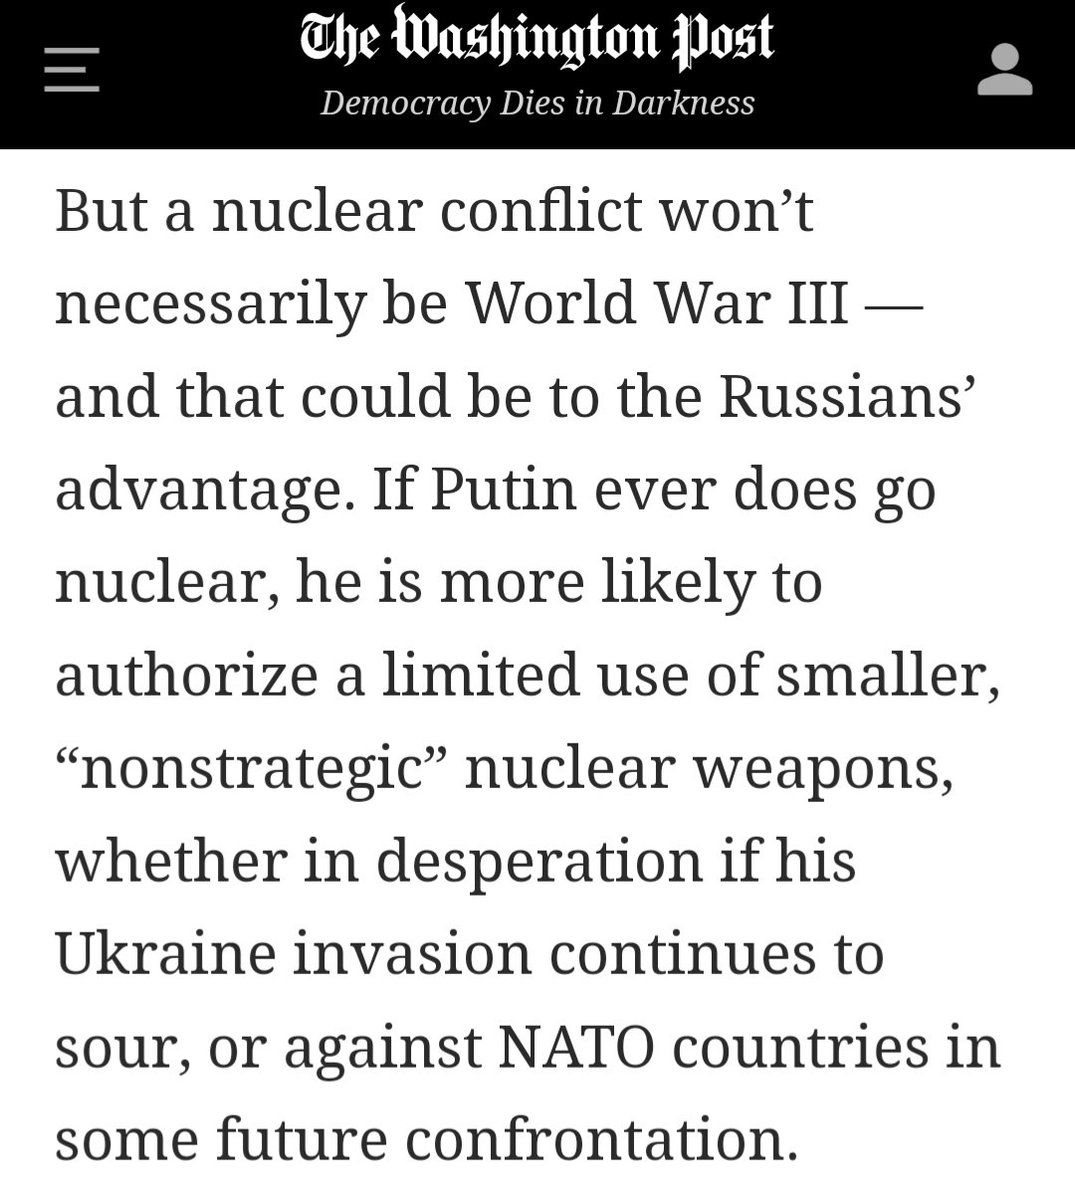 The Washington Post
Democracy Dies in Darkness
But a nuclear conflict won’t
necessarily be World War III —
and that could be to the Russians’
advantage. If Putin ever does go
nuclear, he is more likely to
authorize a limited use of smaller,
“nonstrategic” nuclear weapons,
whether in desperation if his
Ukraine invasion continues to
sour, or against NATO countries in
some future confrontation.